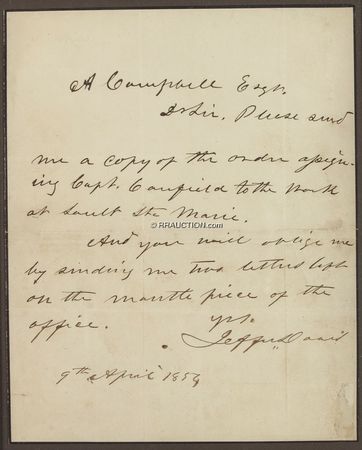 A Campbell Esqr.
Dr Sir, Please send
me a copy of the order assign-
ing Capt. Canfield to the work
at Sault Ste Marie.
© RRAUCTION.com
And you will oblige me
by sending me two letters left
on the mantle piece of the
office.
yrs.
Jeffer. Davis
9th April 1854